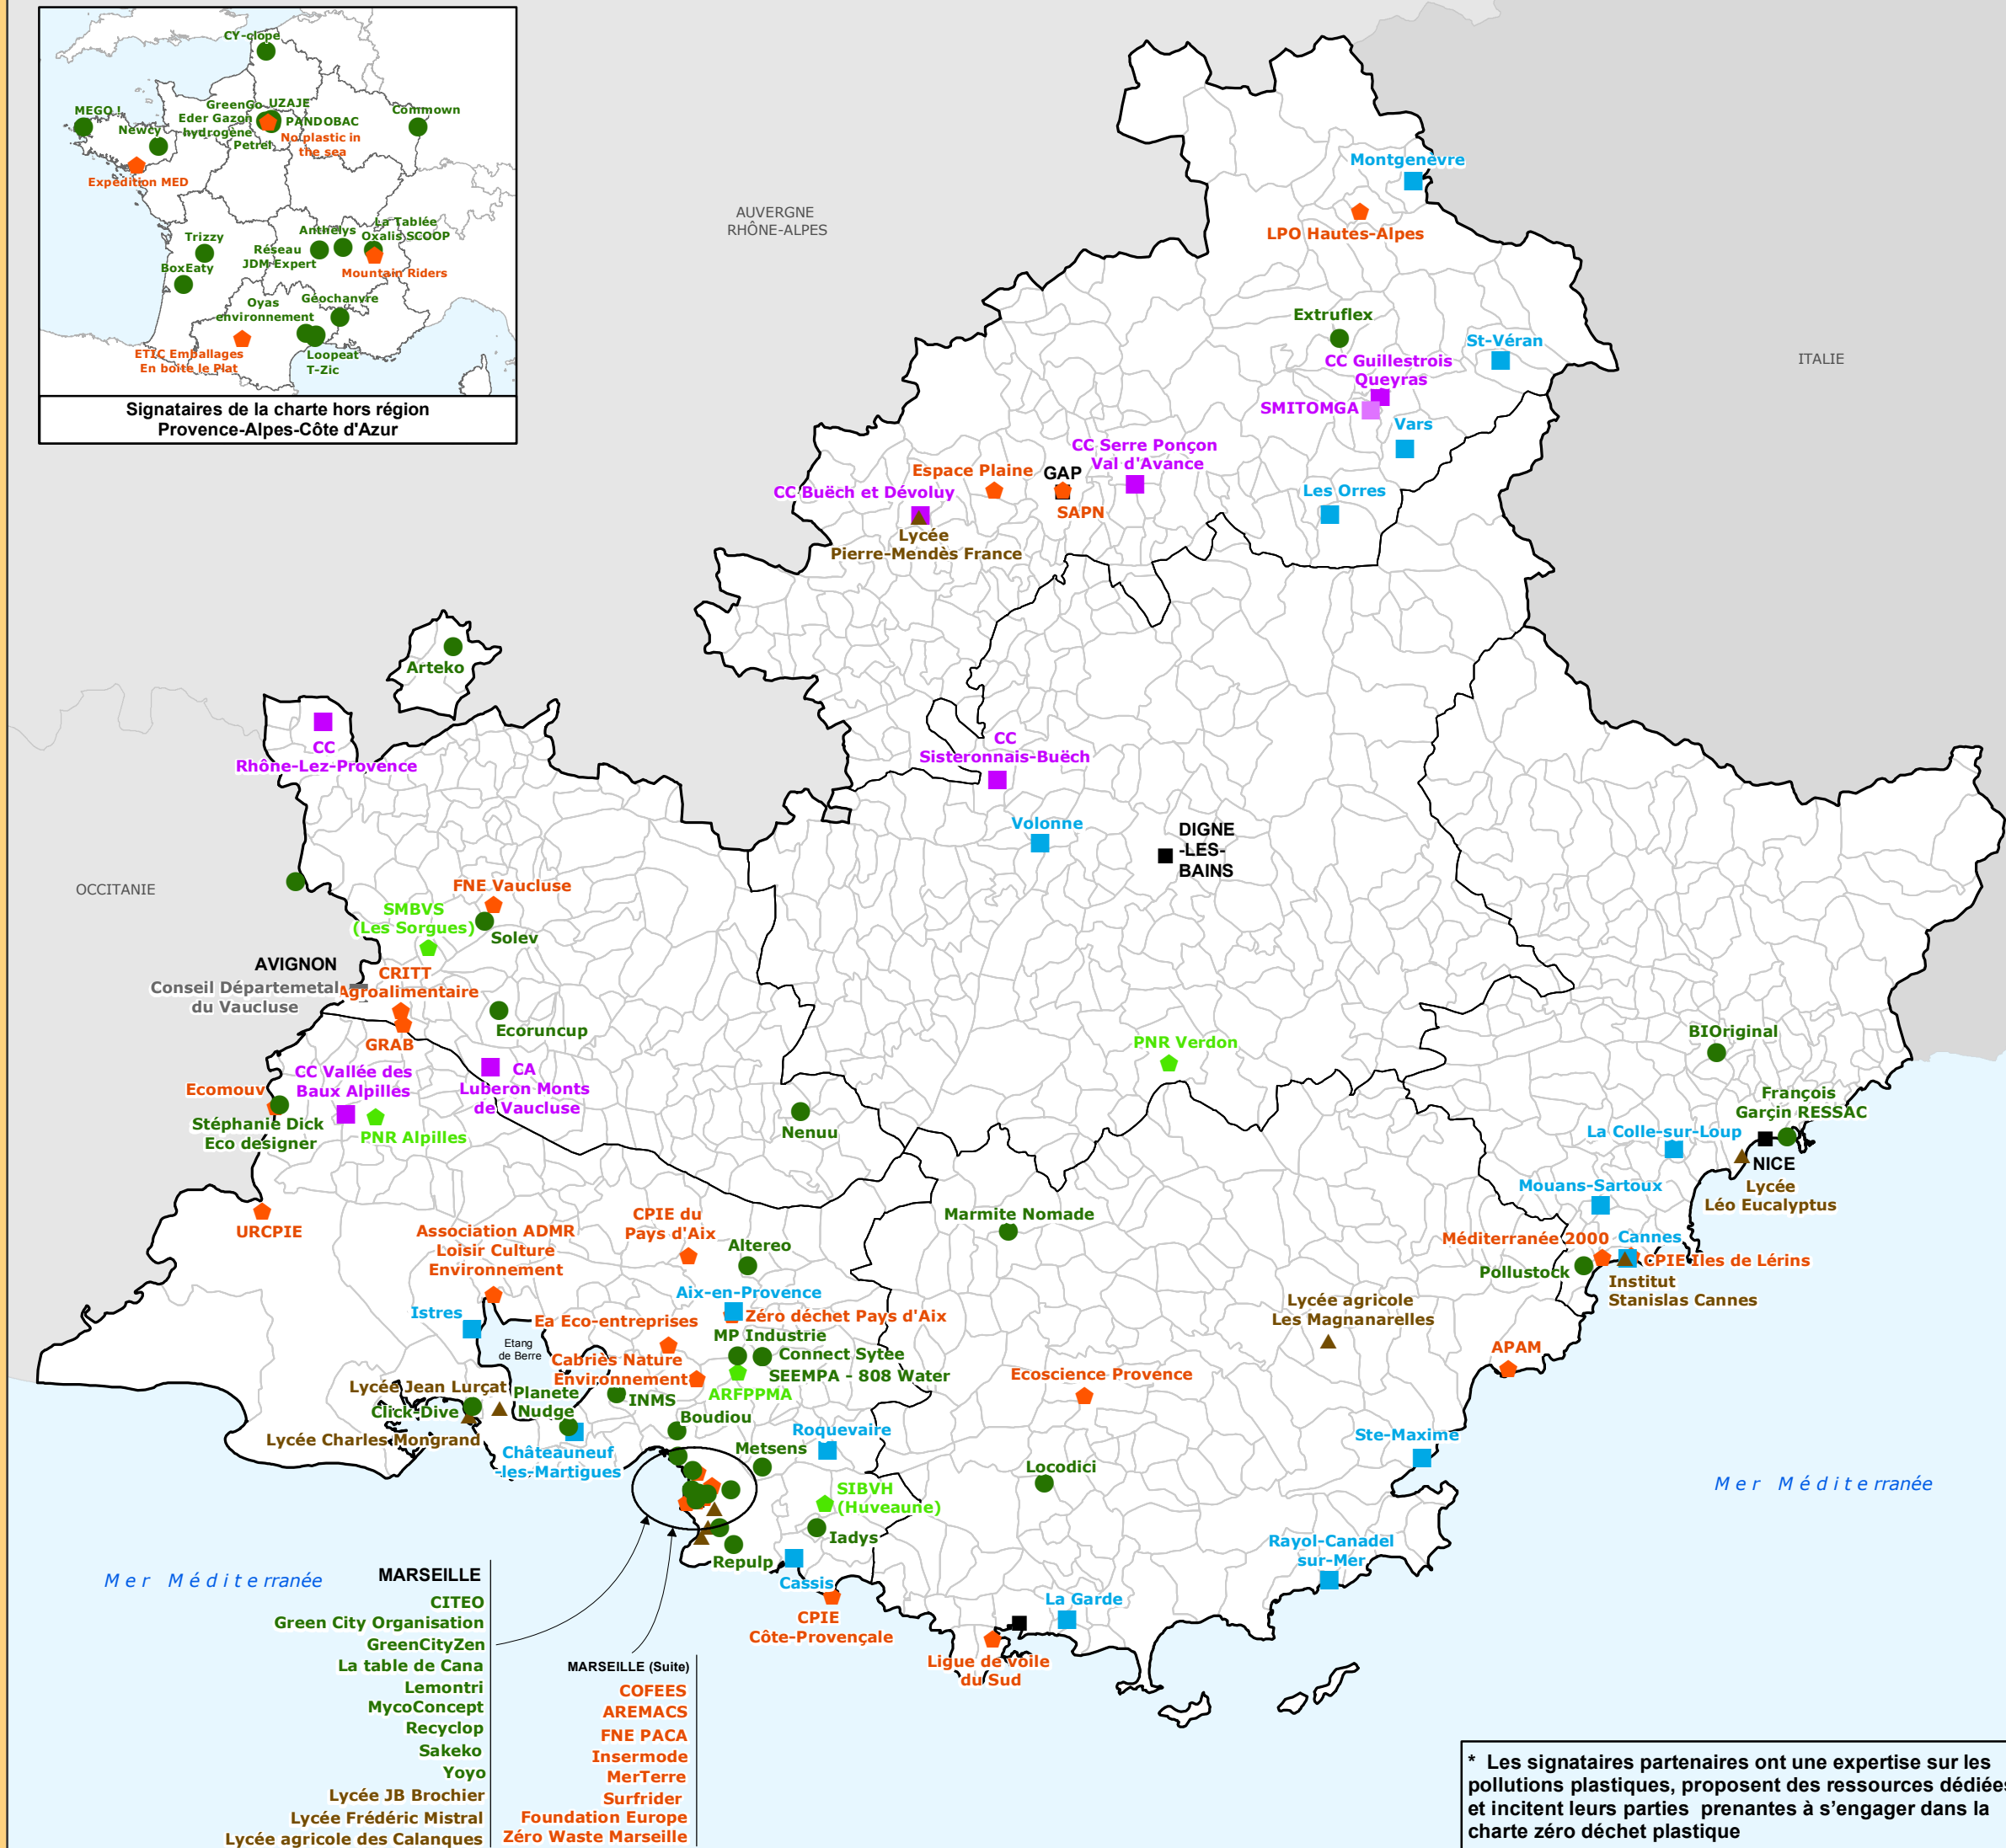 CY-clope
MEGO !
Newcy
GreenGo
UZAJE
Eder Gazon
hydrogène
PANDOBAC
Petrel
No plastic in
the sea
Commown
Expédition MED
Trizzy
BoxEaty
Anthélys
La Tablée
Oxalis SCOOP
Réseau
JDM Expert
Mountain Riders
Oyas
environnement
Géochanvre
ETIC Emballages
En boîte le Plat
Loopeat
T-Zic
Signataires de la charte hors région
Provence-Alpes-Côte d'Azur
AUVERGNE
RHÔNE-ALPES
ITALIE
OCCITANIE
Montgenèvre
LPO Hautes-Alpes
Extruflex
St-Véran
CC Guillestrois
Queyras
SMITOMGA
Vars
CC Serre Ponçon
Val d'Avance
Les Orres
Espace Plaine
GAP
SAPN
CC Buëch et Dévoluy
Lycée
Pierre-Mendès France
Arteko
CC
Rhône-Lez-Provence
CC
Sisteronnais-Buëch
Volonne
DIGNE
-LES-
BAINS
FNE Vaucluse
SMBVS
(Les Sorgues)
Solev
AVIGNON
Conseil Départemetal
du Vaucluse
CRITT
Agroalimentaire
GRAB
Ecoruncup
CA
Luberon Monts
de Vaucluse
CC Vallée des
Baux Alpilles
Ecomouv
Stéphanie Dick
Eco designer
PNR Alpilles
Nenuu
PNR Verdon
BIOriginal
François
Garçin RESSAC
La Colle-sur-Loup
NICE
Lycée
Léo Eucalyptus
Mouans-Sartoux
Méditerranée 2000
Cannes
CPIE Iles de Lérins
Pollustock
Institut
Stanislas Cannes
Lycée agricole
Les Magnanarelles
APAM
Marmite Nomade
URCPIE
Association ADMR
Loisir Culture
Environnement
CPIE du
Pays d'Aix
Altereo
Istres
Aix-en-Provence
Zéro déchet Pays d'Aix
Ea Eco-entreprises
Etang
de Berre
MP Industrie
Connect Sytée
SEEMPA - 808 Water
Cabriès Nature
Environnement
ARFPPMA
Ecoscience Provence
Lycée Jean Lurçat
Planete
Nudge
INMS
Click-Dive
Lycée Charles Mongrand
Boudiou
Châteauneuf
-les-Martigues
Metsens
Roquevaire
Ste-Maxime
Locodici
SIBVH
(Huveaune)
Iadys
Repulp
Cassis
CPIE
Côte-Provençale
Rayol-Canadel
sur-Mer
La Garde
Ligue de voile
du Sud
Mer Méditerranée
Mer Méditerranée
MARSEILLE
CITEO
Green City Organisation
GreenCityZen
La table de Cana
Lemontri
MycoConcept
Recyclop
Sakeko
Yoyo
Lycée JB Brochier
Lycée Frédéric Mistral
Lycée agricole des Calanques
MARSEILLE (Suite)
COFEES
AREMACS
FNE PACA
Insermode
MerTerre
Surfrider
Foundation Europe
Zéro Waste Marseille
* Les signataires partenaires ont une expertise sur les
pollutions plastiques, proposent des ressources dédiées
et incitent leurs parties prenantes à s'engager dans la
charte zéro déchet plastique